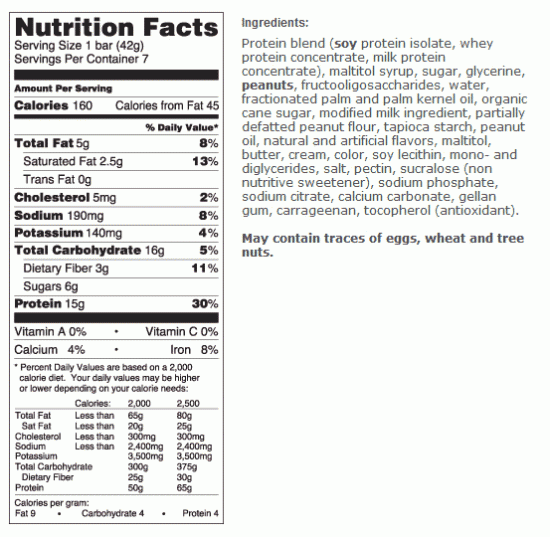 Nutrition Facts
Serving Size 1 bar (42g)
Servings Per Container 7
Amount Per Serving
Calories 160 Calories from Fat 45
% Daily Value*
Total Fat 5g 8%
Saturated Fat 2.5g 13%
Trans Fat 0g
Cholesterol 5mg 2%
Sodium 190mg 8%
Potassium 140mg 4%
Total Carbohydrate 16g 5%
Dietary Fiber 3g 11%
Sugars 6g
Protein 15g 30%
Vitamin A 0% • Vitamin C 0%
Calcium 4% • Iron 8%
* Percent Daily Values are based on a 2,000
calorie diet. Your daily values may be higher
or lower depending on your calorie needs:
Calories: 2,000 2,500
Total Fat Less than 65g 80g
Sat Fat Less than 20g 25g
Cholesterol Less than 300mg 300mg
Sodium Less than 2,400mg 2,400mg
Potassium 3,500mg 3,500mg
Total Carbohydrate 300g 375g
Dietary Fiber 25g 30g
Protein 50g 65g
Calories per gram:
Fat 9 • Carbohydrate 4 • Protein 4
Ingredients:
Protein blend (soy protein isolate, whey
protein concentrate, milk protein
concentrate), maltitol syrup, sugar, glycerine,
peanuts, fructooligosaccharides, water,
fractionated palm and palm kernel oil, organic
cane sugar, modified milk ingredient, partially
defatted peanut flour, tapioca starch, peanut
oil, natural and artificial flavors, maltitol,
butter, cream, color, soy lecithin, mono- and
diglycerides, salt, pectin, sucralose (non
nutritive sweetener), sodium phosphate,
sodium citrate, calcium carbonate, gellan
gum, carrageenan, tocopherol (antioxidant).
May contain traces of eggs, wheat and tree
nuts.